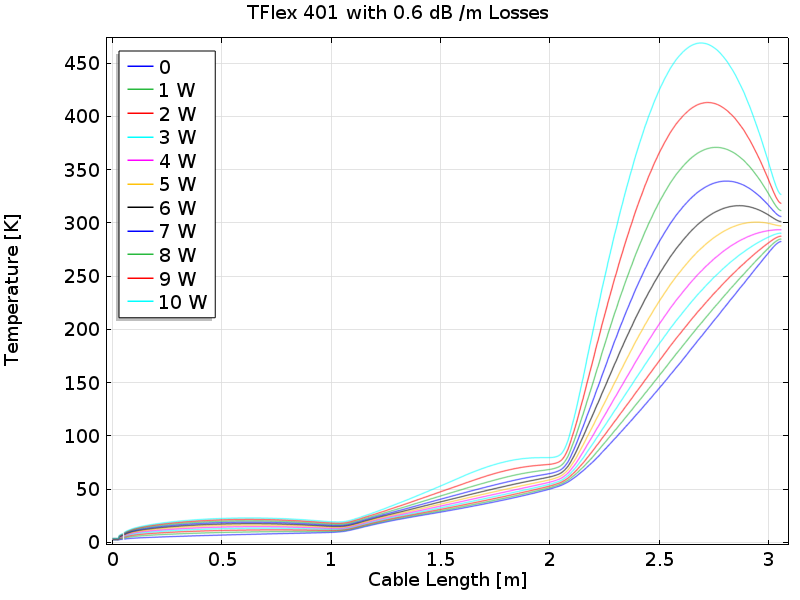 TFlex 401 with 0.6 dB /m Losses
450
400
350
300
250
200
150
100
50
0
Temperature [K]
0
1 W
2 W
3 W
4 W
5 W
6 W
7 W
8 W
9 W
10 W
0 0.5 1 1.5 2 2.5 3
Cable Length [m]